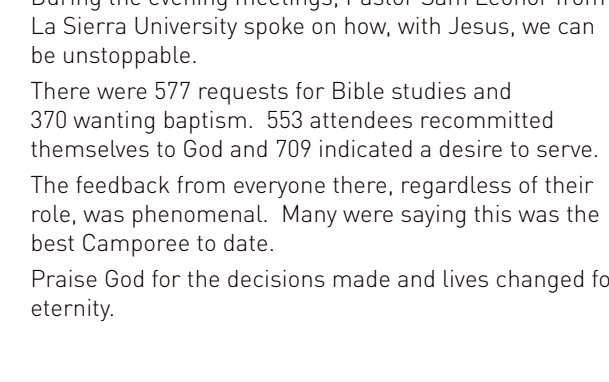 During the evening meetings, Pastor Sam Leonor from
La Sierra University spoke on how, with Jesus, we can
be unstoppable.
There were 577 requests for Bible studies and
370 wanting baptism.  553 attendees recommitted
themselves to God and 709 indicated a desire to serve.
The feedback from everyone there, regardless of their
role, was phenomenal.  Many were saying this was the
best Camporee to date.
Praise God for the decisions made and lives changed fo
eternity.